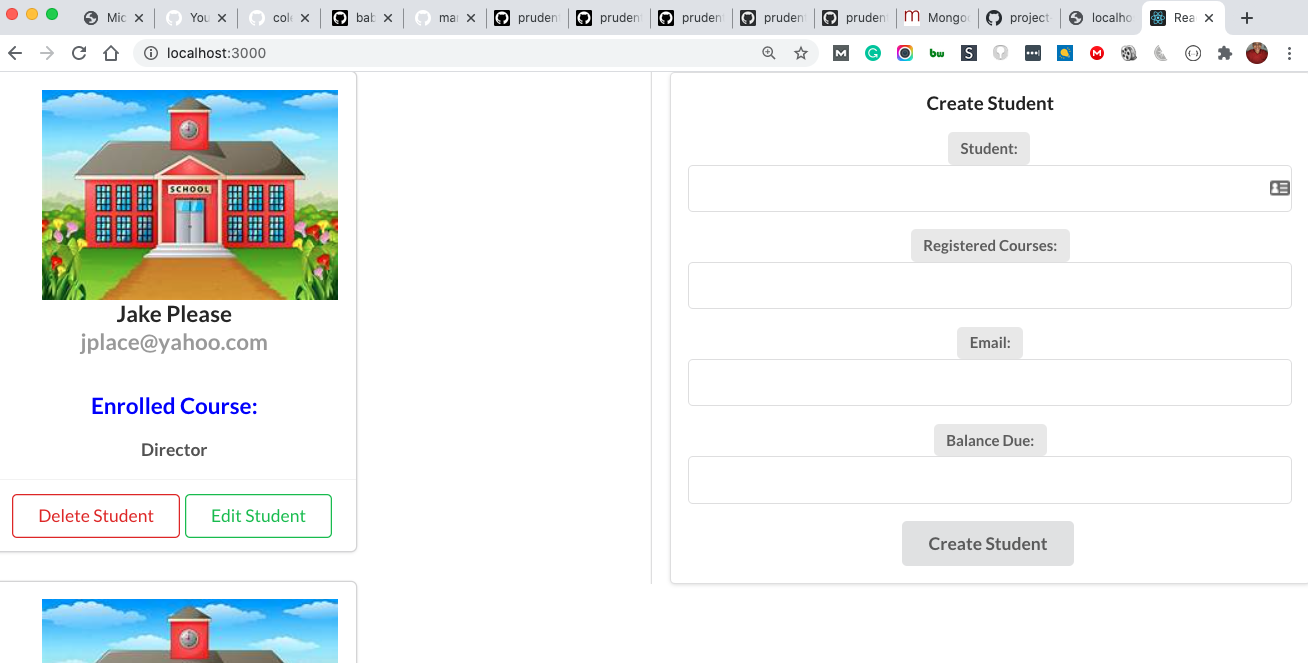 Mic
You
cole
bab
mar
pruden
pruden
pruden
pruden
pruden
Mongo
project
localho
Rea
localhost:3000
bw
SCHOOL
Jake Please
jplace@yahoo.com
Enrolled Course:
Director
Delete Student
Edit Student
Create Student
Student:
Registered Courses:
Email:
Balance Due:
Create Student